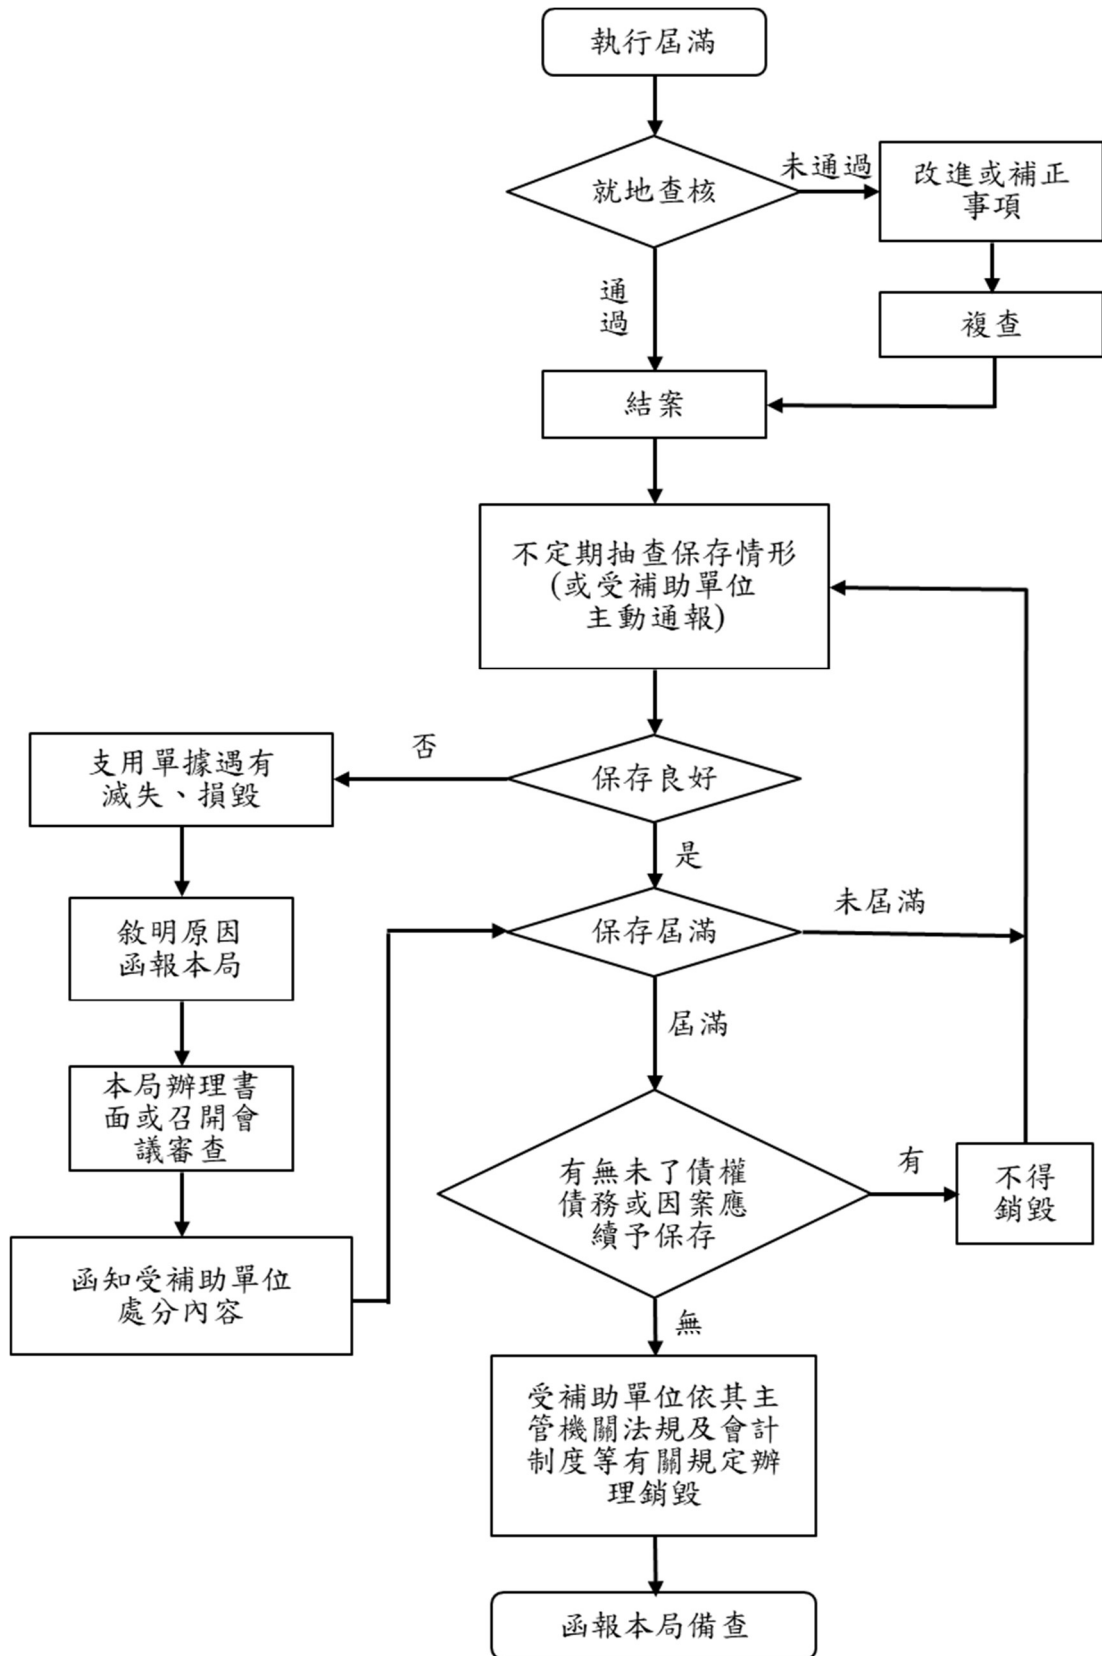 執行屆滿
就地查核
未通過
改進或補正
事項
複查
通
過
結案
不定期抽查保存情形
(或受補助單位
主動通報)
保存良好
否
支用單據遇有
滅失、損毀
敘明原因
函報本局
本局辦理書
面或召開會
議審查
函知受補助單位
處分內容
是
保存屆滿
未屆滿
屆滿
有無未了債權
債務或因案應
續予保存
有
不得
銷毀
無
受補助單位依其主
管機關法規及會計
制度等有關規定辦
理銷毀
函報本局備查